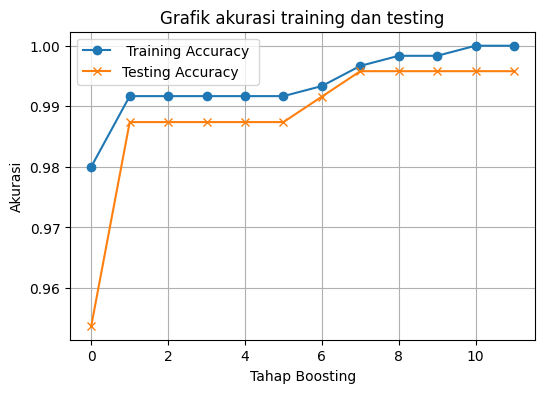 Grafik akurasi training dan testing
Training Accuracy
Testing Accuracy
1.00
0.99
0.98
0.97
0.96
Akurasi
0 2 4 6 8 10
Tahap Boosting